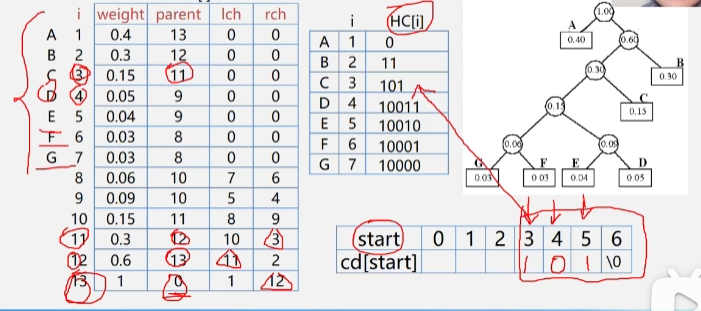 i weight parent lch rch
A 1 0.4 13 0 0
B 2 0.3 12 0 0
C 3 0.15 11 0 0
D 4 0.05 9 0 0
E 5 0.04 9 0 0
F 6 0.03 8 0 0
G 7 0.03 8 0 0
8 0.06 10 7 6
9 0.09 10 5 4
10 0.15 11 8 9
11 0.3 12 10 3
12 0.6 13 11 2
13 1 0 1 12
i HC[i]
A 1 0
B 2 11
C 3 101
D 4 10011
E 5 10010
F 6 10001
G 7 10000
1.00
A
0.40 0.60
B
0.30 0.30
C
0.15 0.15
0.06 0.09
G F E D
0.03 0.03 0.04 0.05
start 0 1 2 3 4 5 6
cd[start] 1 0 1 \0